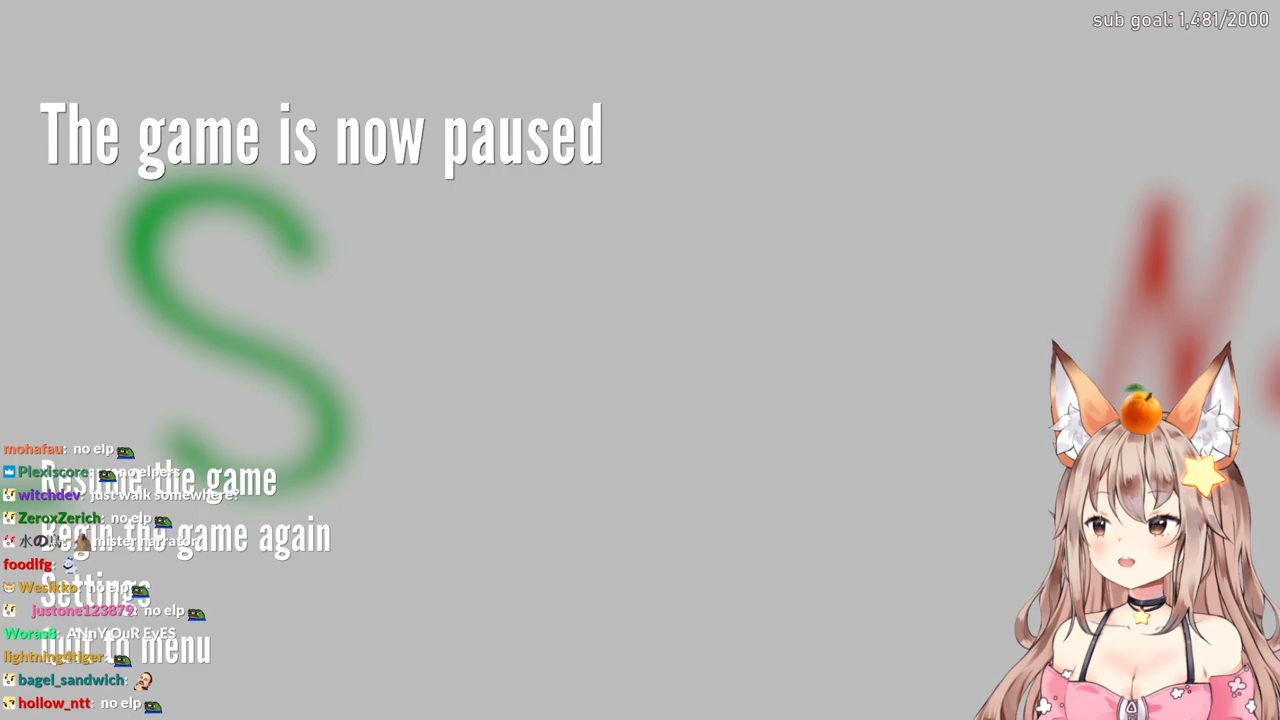 sub goal: 1,481/2000
The game is now paused
S
N
mohafau: no elp
Plexiscore: no elpers
Resume the game
witchdev: just walk somewhere?
ZeroxZerich: no elp
Begin the game again
mister narrator
foodlfg:
Wesikko: no elp
Settings
justone123879: no elp
Woras8: ANnY OuR EyES
Quit to menu
lightning4tiger:
bagel_sandwich:
hollow_ntt: no elp